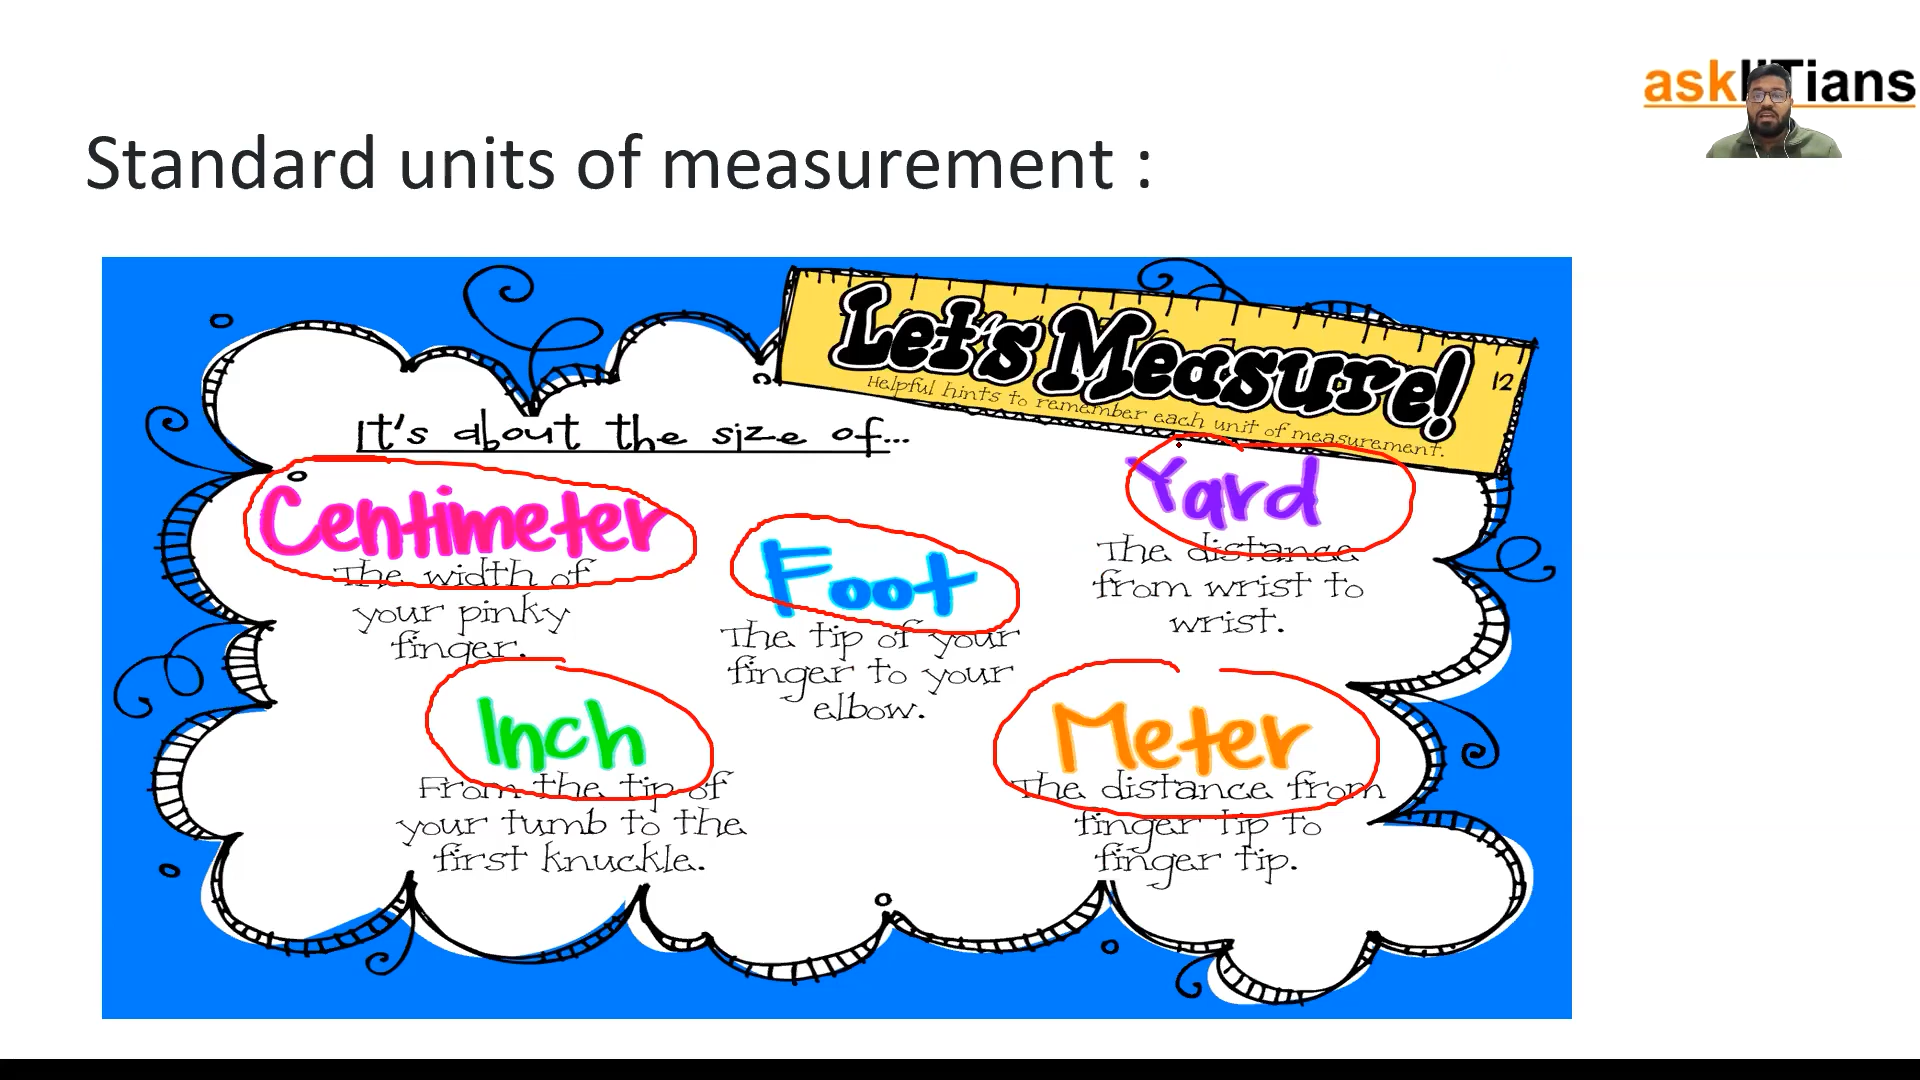 askIITians
Standard units of measurement :
Let's Measure!
12
Helpful hints to remember each unit of measurement.
It's about the size of...
Centimeter
The width of
your pinky
finger.
Foot
The tip of your
finger to your
elbow.
Yard
The distance
from wrist to
wrist.
Inch
From the tip of
your tumb to the
first knuckle.
Meter
The distance from
finger tip to
finger tip.